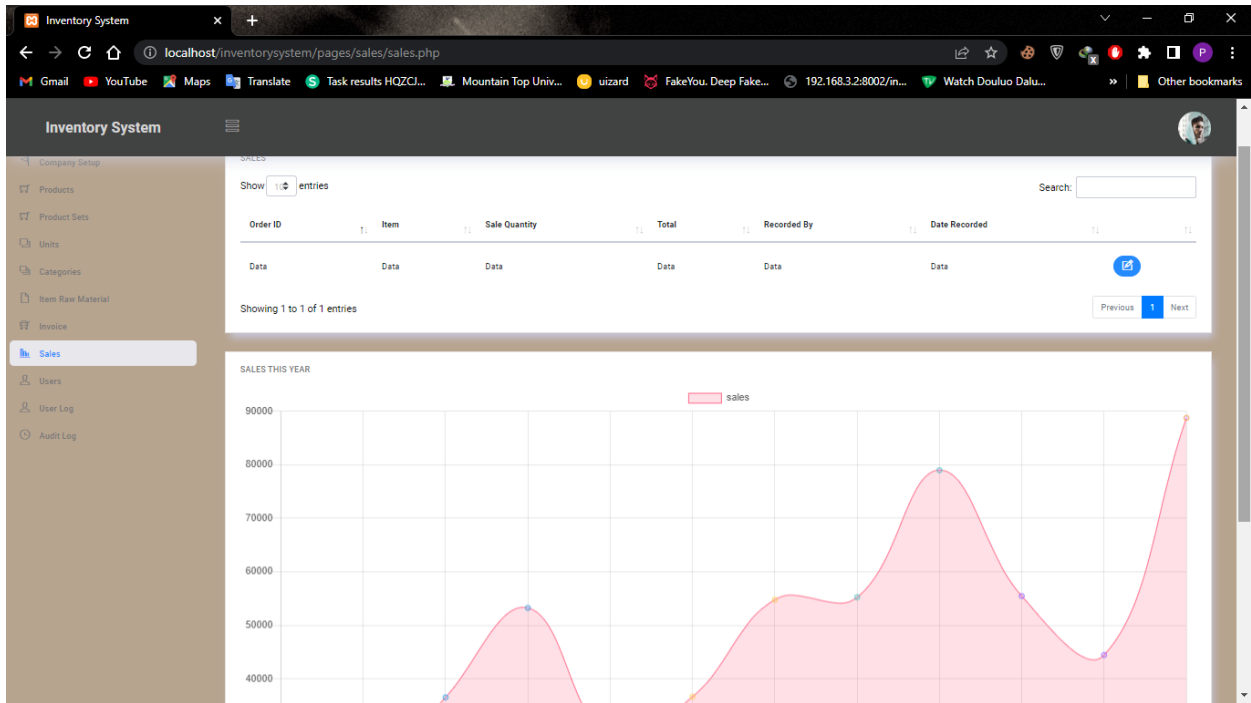 Inventory System
localhost/inventorysystem/pages/sales/sales.php
P
Gmail YouTube Maps Translate Task results HQZCJ... Mountain Top Univ... uizard FakeYou. Deep Fake... 192.168.3.2:8002/in... Watch Douluo Dalu... » Other bookmarks
Inventory System
Company Setup
Products
Product Sets
Units
Categories
Item Raw Material
Invoice
Sales
Users
User Log
Audit Log
SALES
Show 10 entries
Search:
Order ID Item Sale Quantity Total Recorded By Date Recorded
Data Data Data Data Data Data
Showing 1 to 1 of 1 entries
Previous 1 Next
SALES THIS YEAR
sales
90000
80000
70000
60000
50000
40000